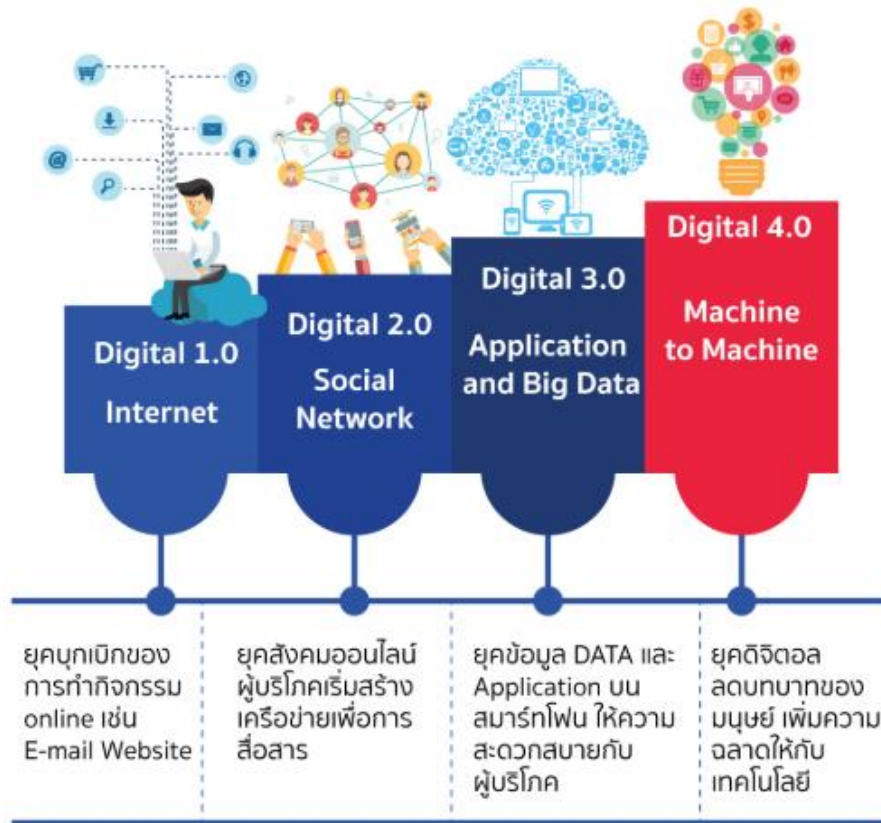 Digital 1.0
Internet
Digital 2.0
Social
Network
Digital 3.0
Application
and Big Data
Digital 4.0
Machine
to Machine
ยุคบุกเบิกของ
การทำกิจกรรม
online เช่น
E-mail Website
ยุคสังคมออนไลน์
ผู้บริโภคเริ่มสร้าง
เครือข่ายเพื่อการ
สื่อสาร
ยุคข้อมูล DATA และ
Application บน
สมาร์ทโฟน ให้ความ
สะดวกสบายกับ
ผู้บริโภค
ยุคดิจิตอล
ลดบทบาทของ
มนุษย์ เพิ่มความ
ฉลาดให้กับ
เทคโนโลยี